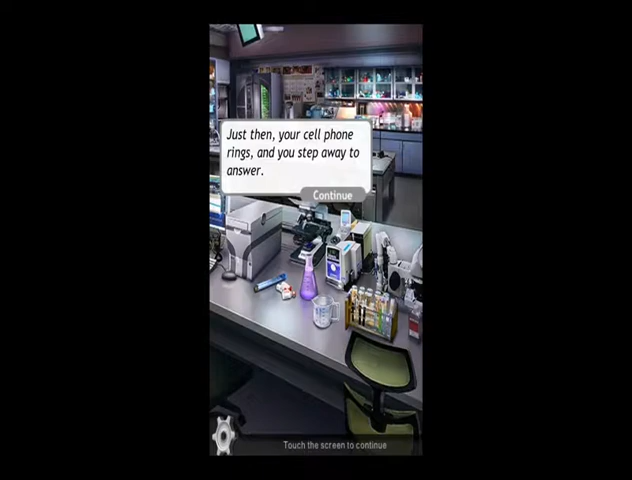 Just then, your cell phone
rings, and you step away to
answer.
Continue
Touch the screen to continue